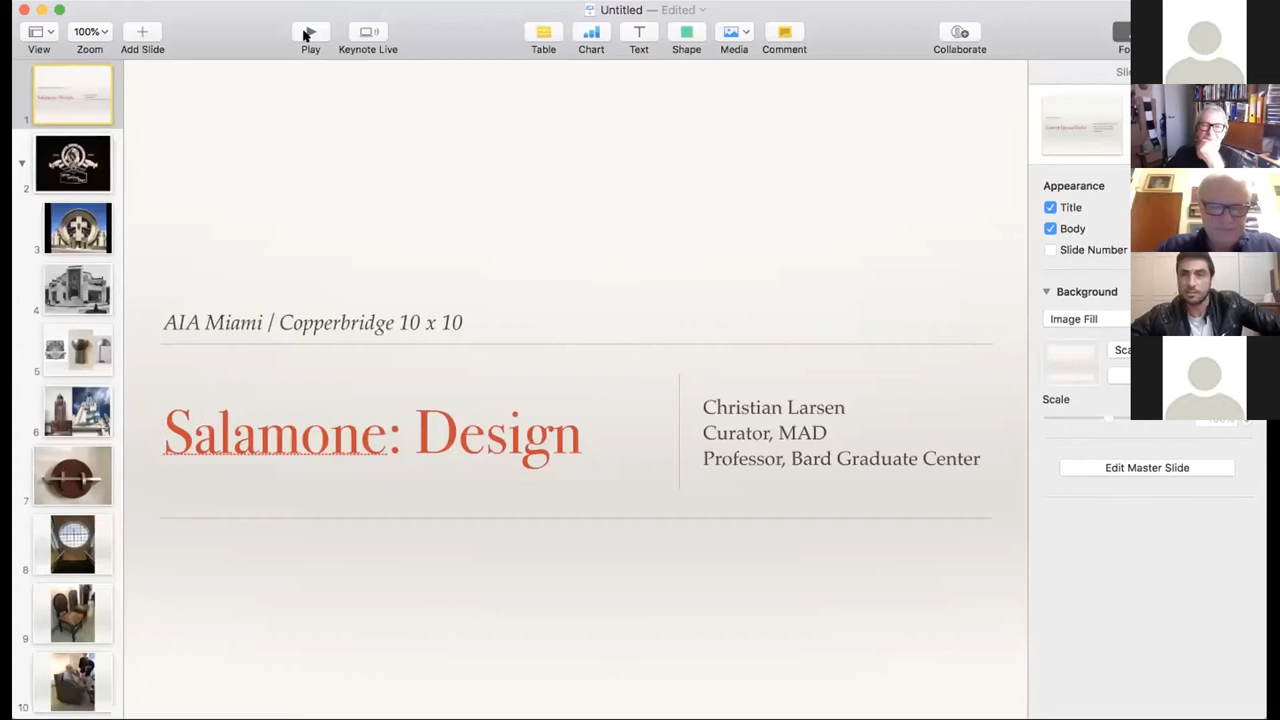 Untitled — Edited
100%
View
Zoom
Add Slide
Play
Keynote Live
Table
Chart
Text
Shape
Media
Comment
Collaborate
Fo
1
2
3
4
5
6
7
8
9
10
AIA Miami / Copperbridge 10 x 10
Salamone: Design
Christian Larsen
Curator, MAD
Professor, Bard Graduate Center
Appearance
Title
Body
Slide Number
Background
Image Fill
Sca
Scale
Edit Master Slide